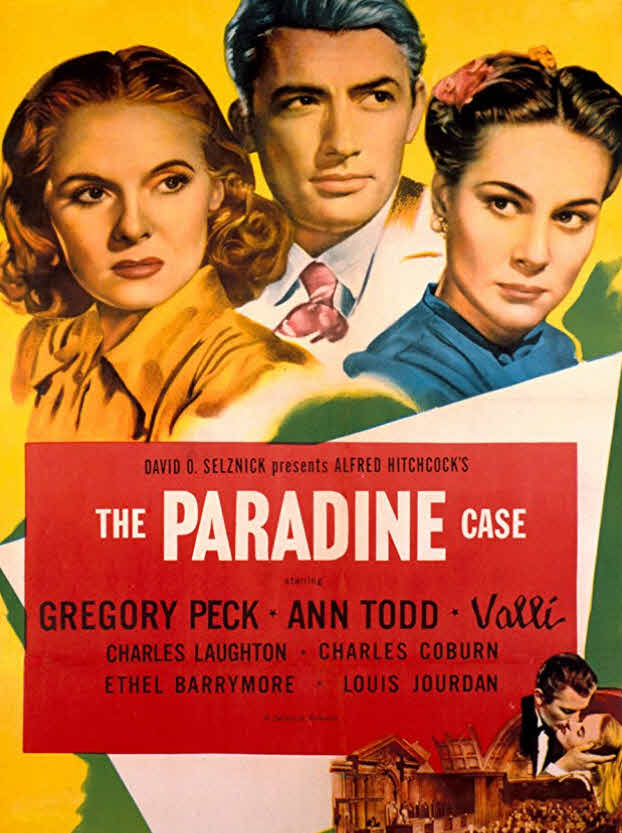 DAVID O. SELZNICK presents ALFRED HITCHCOCK'S
THE PARADINE CASE
starring
GREGORY PECK * ANN TODD * Valli
CHARLES LAUGHTON • CHARLES COBURN
ETHEL BARRYMORE • LOUIS JOURDAN